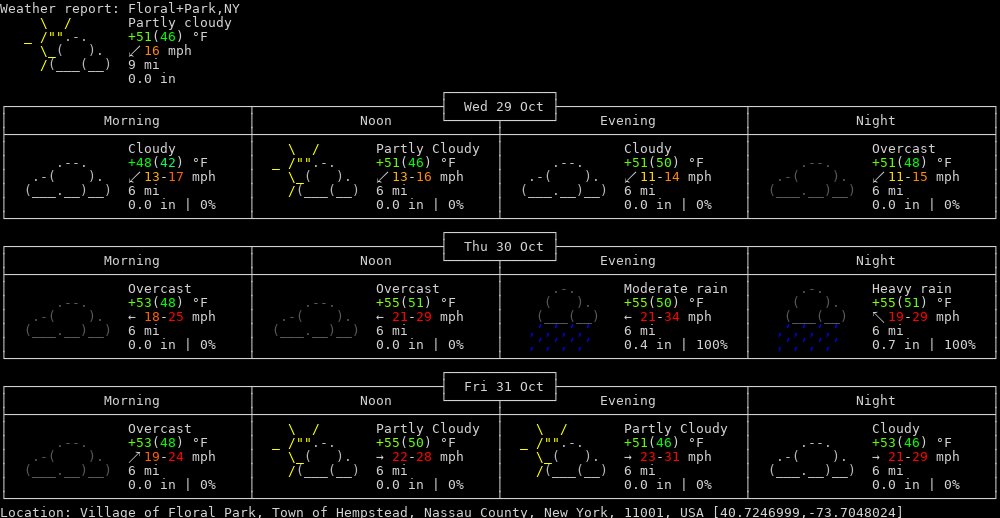 Weather report: Floral+Park,NY
Partly cloudy
+51(46) °F
↙ 16 mph
9 mi
0.0 in
Wed 29 Oct
Morning Noon Evening Night
Cloudy Partly Cloudy Cloudy Overcast
+48(42) °F +51(46) °F +51(50) °F +51(48) °F
↙ 13-17 mph ↙ 13-16 mph ↙ 11-14 mph ↙ 11-15 mph
6 mi 6 mi 6 mi 6 mi
0.0 in | 0% 0.0 in | 0% 0.0 in | 0% 0.0 in | 0%
Thu 30 Oct
Morning Noon Evening Night
Overcast Overcast Moderate rain Heavy rain
+53(48) °F +55(51) °F +55(50) °F +55(51) °F
← 18-25 mph ← 21-29 mph ← 21-34 mph ↖ 19-29 mph
6 mi 6 mi 6 mi 6 mi
0.0 in | 0% 0.0 in | 0% 0.4 in | 100% 0.7 in | 100%
Fri 31 Oct
Morning Noon Evening Night
Overcast Partly Cloudy Partly Cloudy Cloudy
+53(48) °F +55(50) °F +51(46) °F +53(46) °F
↗ 19-24 mph → 22-28 mph → 23-31 mph → 21-29 mph
6 mi 6 mi 6 mi 6 mi
0.0 in | 0% 0.0 in | 0% 0.0 in | 0% 0.0 in | 0%
Location: Village of Floral Park, Town of Hempstead, Nassau County, New York, 11001, USA [40.7246999,-73.7048024]